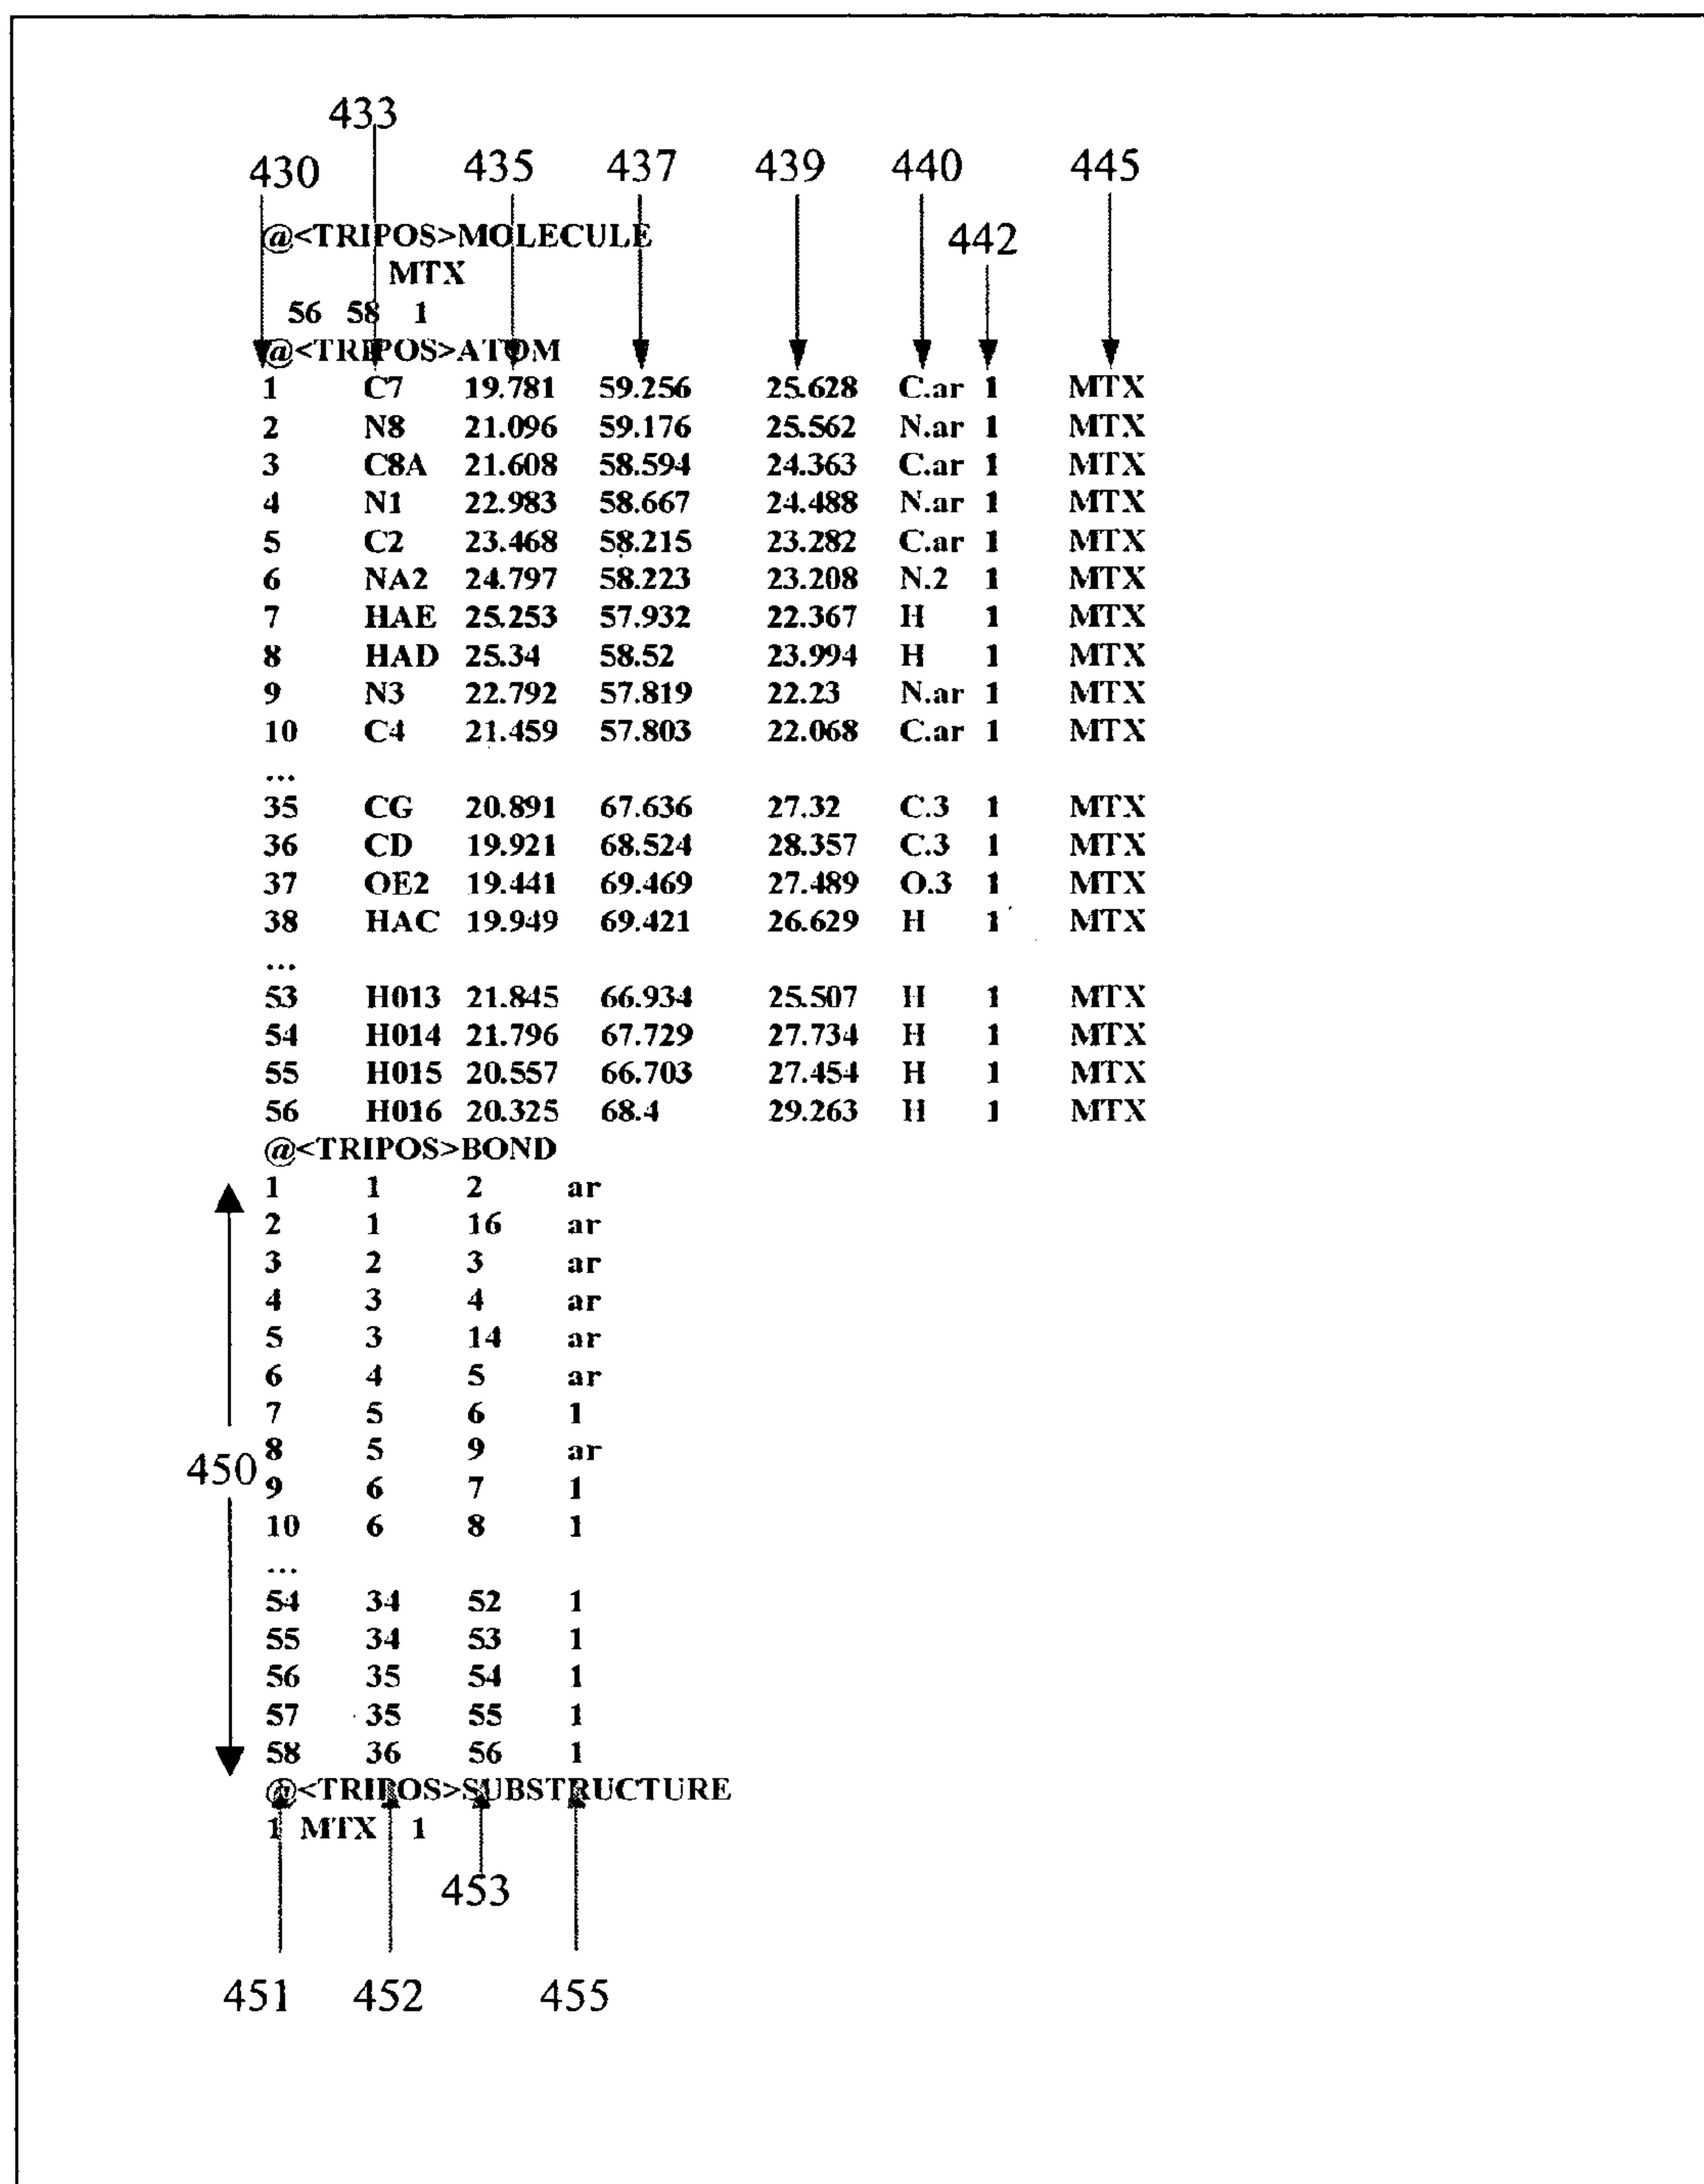 433
430 435 437 439 440 445
@<TRIPOS>MOLECULE 442
MTX
56 58 1
@<TRIPOS>ATOM
1 C7 19.781 59.256 25.628 C.ar 1 MTX
2 N8 21.096 59.176 25.562 N.ar 1 MTX
3 C8A 21.608 58.594 24.363 C.ar 1 MTX
4 N1 22.983 58.667 24.488 N.ar 1 MTX
5 C2 23.468 58.215 23.282 C.ar 1 MTX
6 NA2 24.797 58.223 23.208 N.2 1 MTX
7 HAE 25.253 57.932 22.367 H 1 MTX
8 HAD 25.34 58.52 23.994 H 1 MTX
9 N3 22.792 57.819 22.23 N.ar 1 MTX
10 C4 21.459 57.803 22.068 C.ar 1 MTX
...
35 CG 20.891 67.636 27.32 C.3 1 MTX
36 CD 19.921 68.524 28.357 C.3 1 MTX
37 OE2 19.441 69.469 27.489 O.3 1 MTX
38 HAC 19.949 69.421 26.629 H 1 MTX
...
53 H013 21.845 66.934 25.507 H 1 MTX
54 H014 21.796 67.729 27.734 H 1 MTX
55 H015 20.557 66.703 27.454 H 1 MTX
56 H016 20.325 68.4 29.263 H 1 MTX
@<TRIPOS>BOND
1 1 2 ar
2 1 16 ar
3 2 3 ar
4 3 4 ar
5 3 14 ar
6 4 5 ar
7 5 6 1
8 5 9 ar
450
9 6 7 1
10 6 8 1
...
54 34 52 1
55 34 53 1
56 35 54 1
57 35 55 1
58 36 56 1
@<TRIPOS>SUBSTRUCTURE
1 MTX 1
453
451 452 455